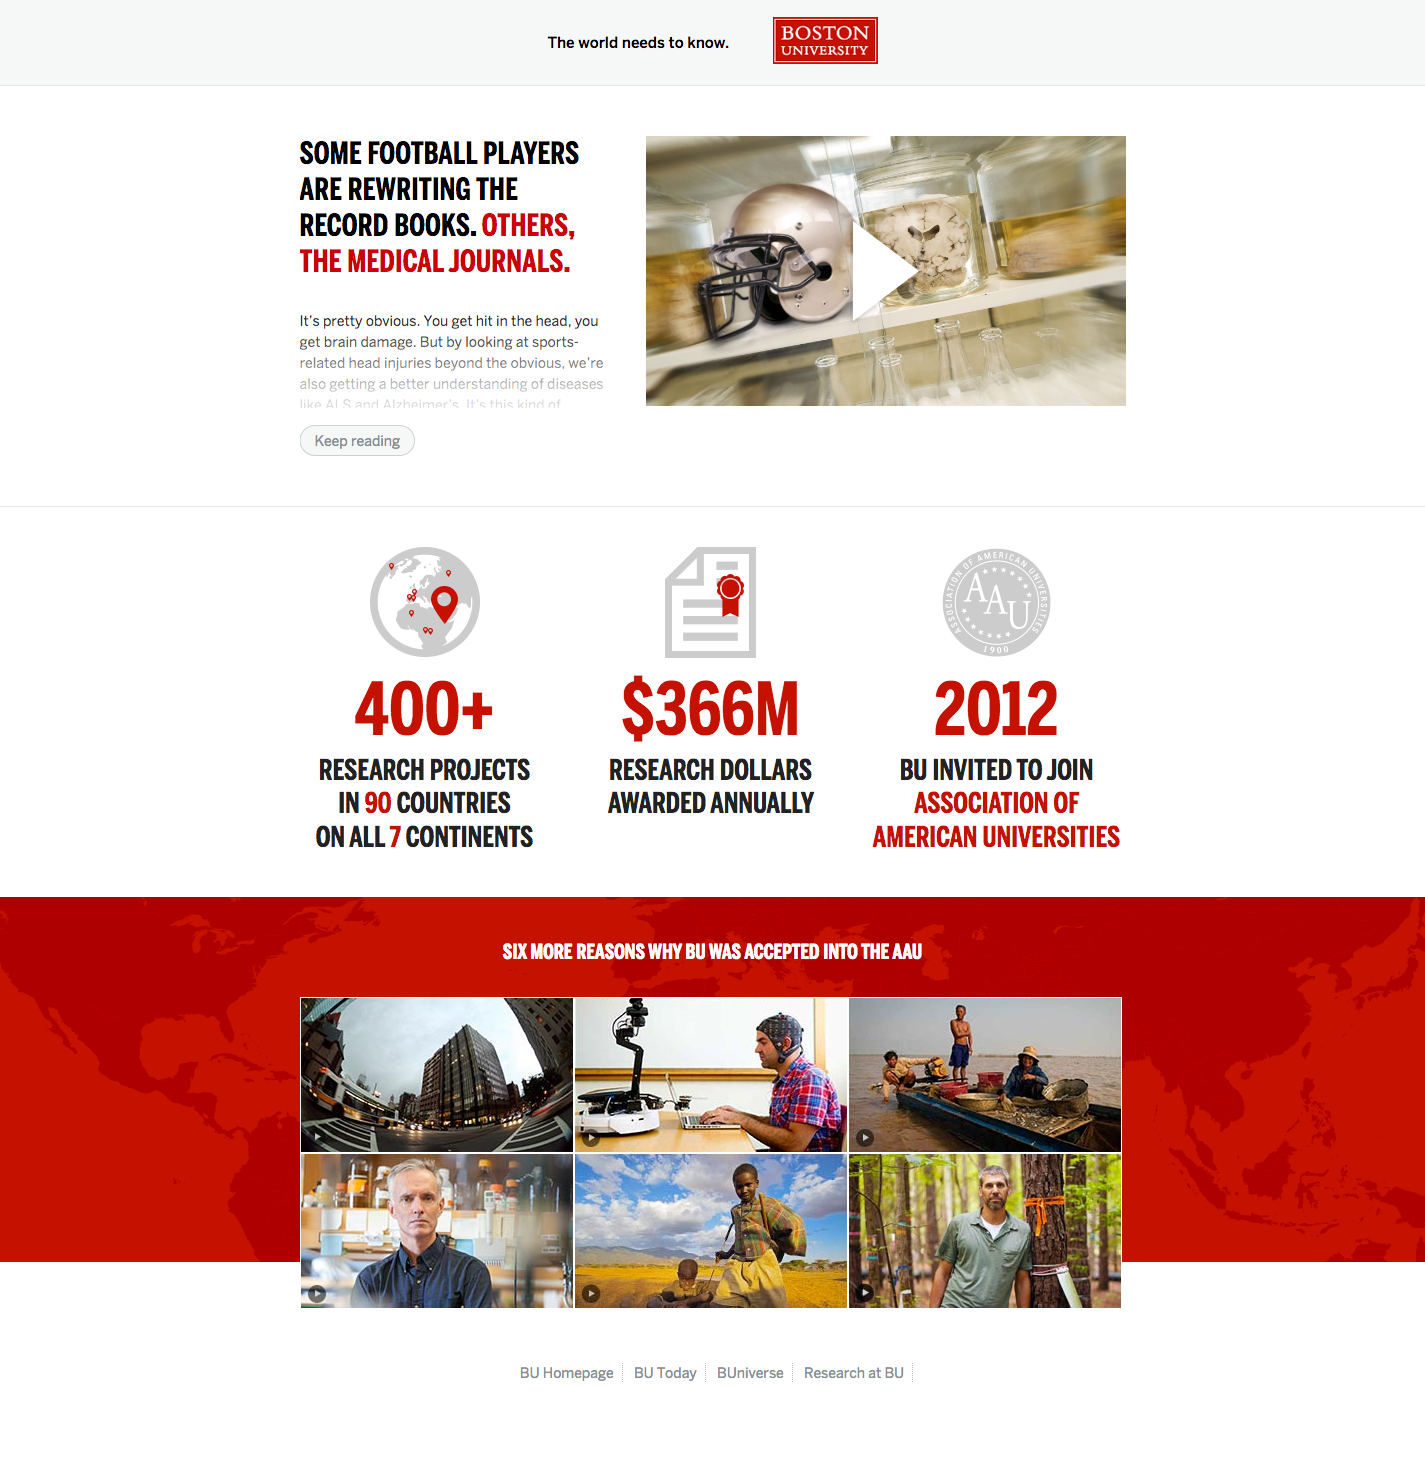 The world needs to know.
BOSTON
UNIVERSITY
SOME FOOTBALL PLAYERS
ARE REWRITING THE
RECORD BOOKS. OTHERS,
THE MEDICAL JOURNALS.
It's pretty obvious. You get hit in the head, you
get brain damage. But by looking at sports-
related head injuries beyond the obvious, we're
also getting a better understanding of diseases
like ALS and Alzheimer's. It's this kind of
Keep reading
ASSOCIATION OF AMERICAN UNIVERSITIES
AAU
1900
400+
RESEARCH PROJECTS
IN 90 COUNTRIES
ON ALL 7 CONTINENTS
$366M
RESEARCH DOLLARS
AWARDED ANNUALLY
2012
BU INVITED TO JOIN
ASSOCIATION OF
AMERICAN UNIVERSITIES
SIX MORE REASONS WHY BU WAS ACCEPTED INTO THE AAU
BU Homepage
BU Today
BUniverse
Research at BU